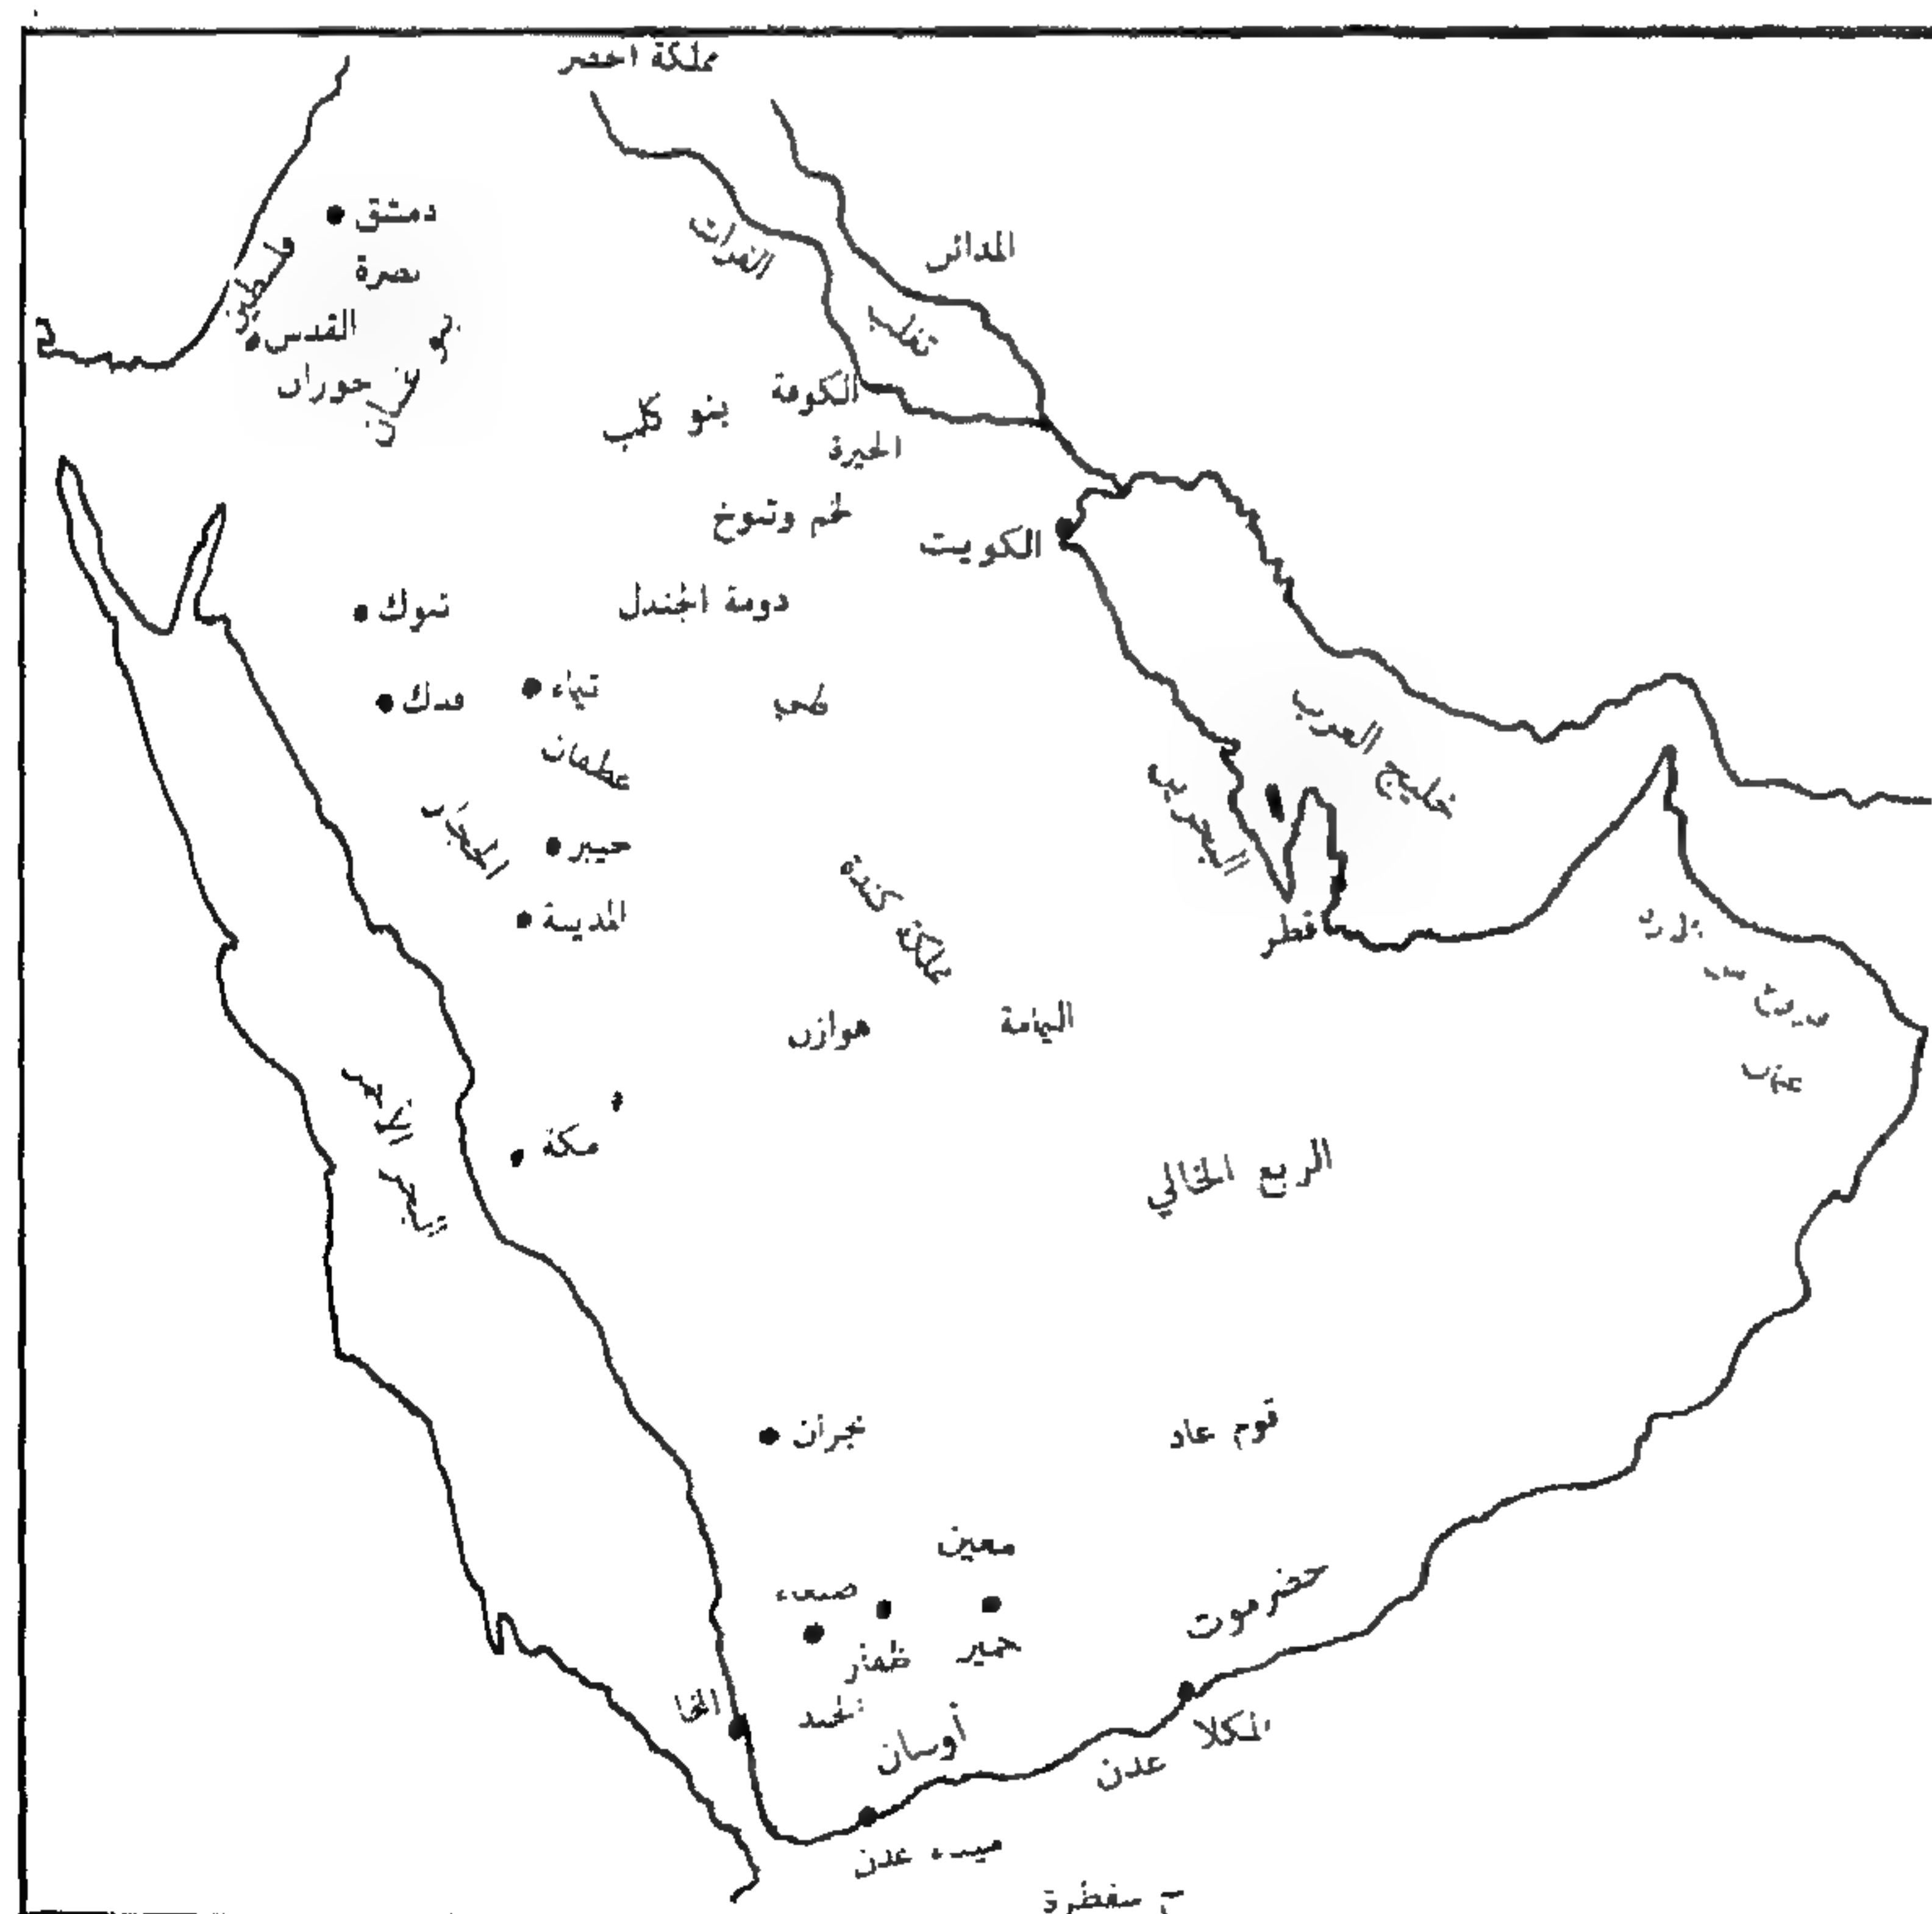 مملكة الحضر
دمشق
بصرة
القدس
حوران
الفرات
المدائن
تغلب
الكوفة
بنو كلب
الحيرة
لخم وتنوخ
الكويت
تبوك
دومة الجندل
فدك
تيماء
طي
غطفان
الحجاز
خيبر
المدينة
خليج العرب
البحرين
قطر
مملكة كندة
هوازن
اليمامة
البحر الأحمر
مكة
الربع الخالي
نجران
قوم عاد
معين
صنعاء
حضرموت
ظفار
حمير
المخا
الجند
أوسان
المكلا
عدن
ميناء عدن
ج سقطرة